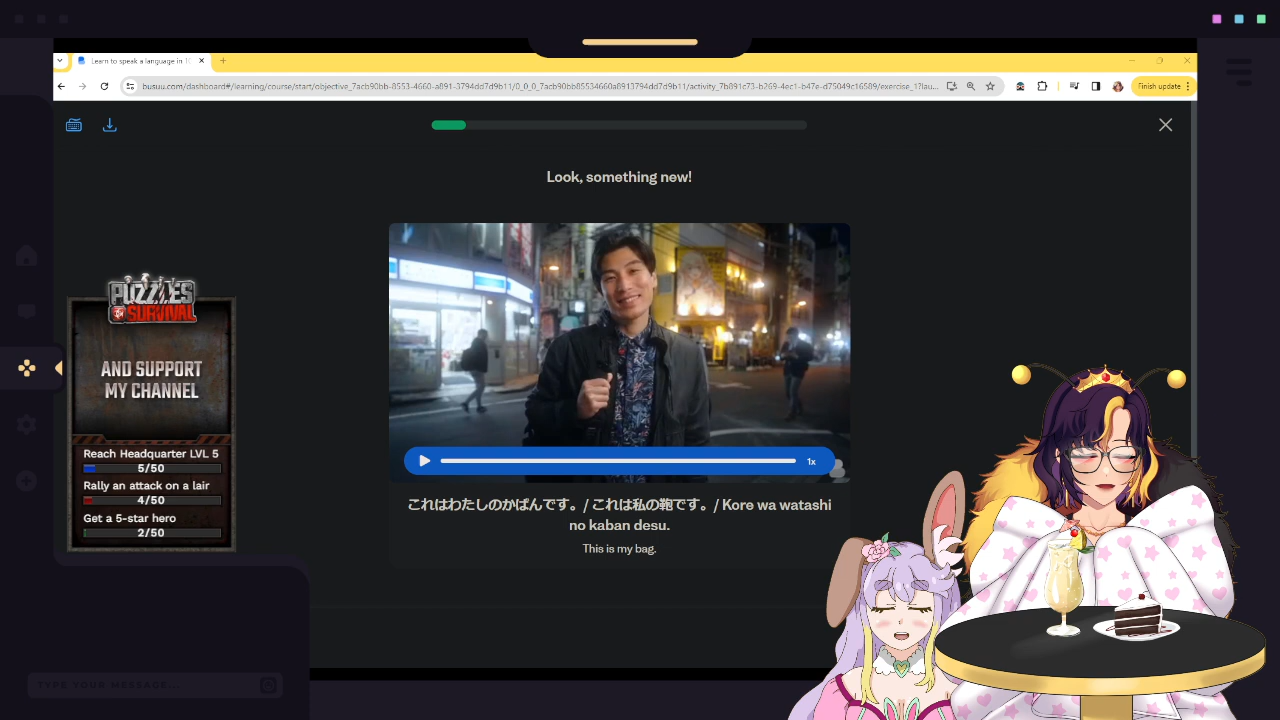 Learn to speak a language in 1
busuu.com/dashboard#/learning/course/start/objective_7acb90bb-8553-4660-a891-3794dd7d9b11/0_0_0_7acb90bb85534660a8913794dd7d9b11/activity_7b891c73-b269-4ec1-b47e-d75049c16589/exercise_1?lau...
Finish update
Look, something new!
PUZZLES
SURVIVAL
AND SUPPORT
MY CHANNEL
Reach Headquarter LVL 5
5/50
Rally an attack on a lair
4/50
Get a 5-star hero
2/50
1x
これはわたしのかばんです。/ これは私の鞄です。/ Kore wa watashi
no kaban desu.
This is my bag.
TYPE YOUR MESSAGE...